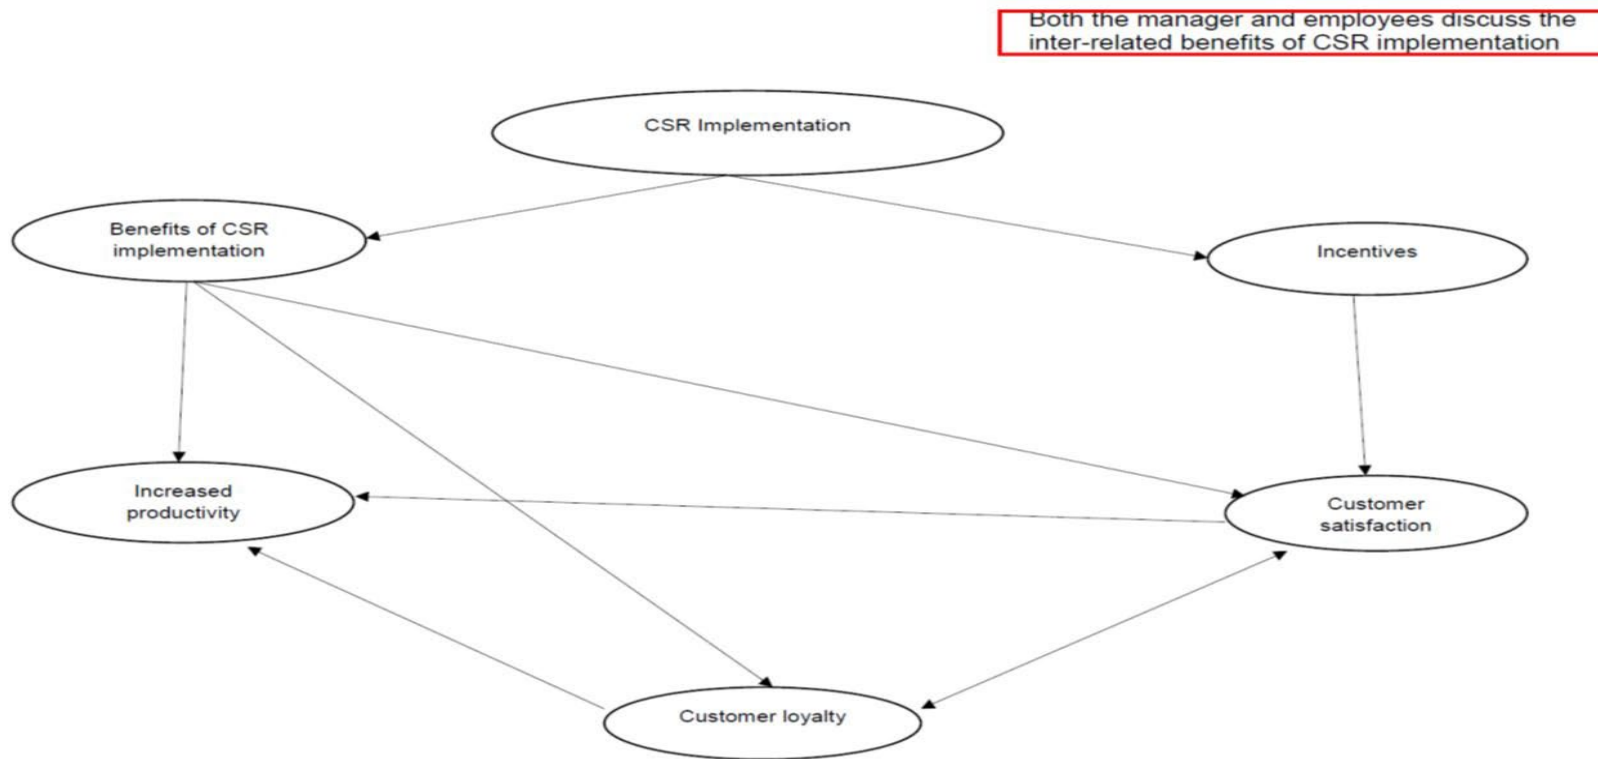 Both the manager and employees discuss the
inter-related benefits of CSR implementation
CSR Implementation
Benefits of CSR
implementation
Incentives
Increased
productivity
Customer
satisfaction
Customer loyalty